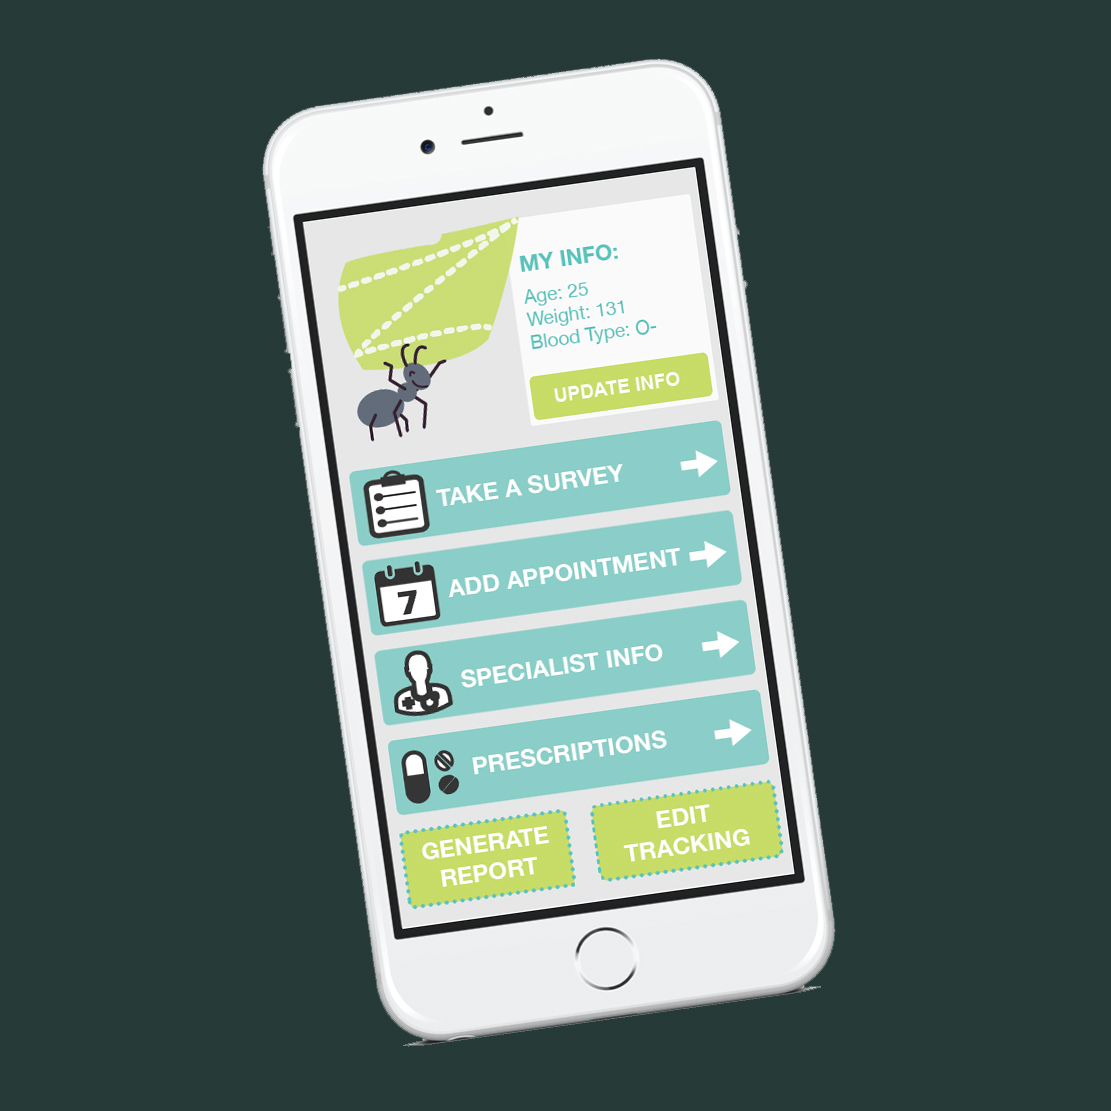 MY INFO:
Age: 25
Weight: 131
Blood Type: O-
UPDATE INFO
TAKE A SURVEY
7
ADD APPOINTMENT
SPECIALIST INFO
PRESCRIPTIONS
GENERATE
REPORT
EDIT
TRACKING